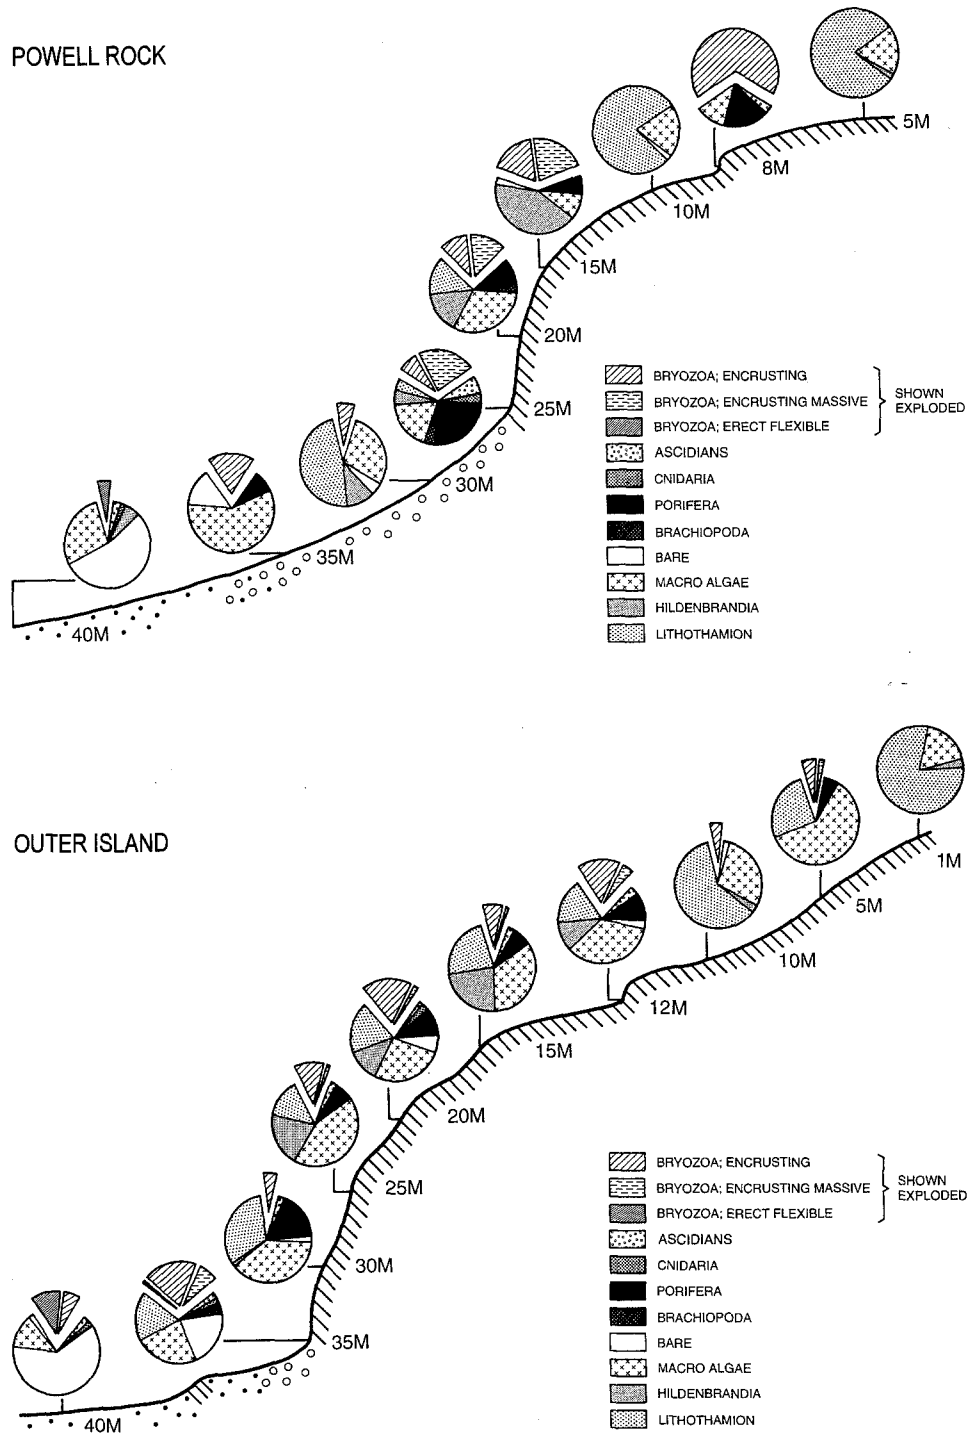 POWELL ROCK
5M
8M
10M
15M
20M
25M
30M
35M
40M
BRYOZOA; ENCRUSTING
BRYOZOA; ENCRUSTING MASSIVE
BRYOZOA; ERECT FLEXIBLE
SHOWN
EXPLODED
ASCIDIANS
CNIDARIA
PORIFERA
BRACHIOPODA
BARE
MACRO ALGAE
HILDENBRANDIA
LITHOTHAMION
OUTER ISLAND
1M
5M
10M
12M
15M
20M
25M
30M
35M
40M
BRYOZOA; ENCRUSTING
BRYOZOA; ENCRUSTING MASSIVE
BRYOZOA; ERECT FLEXIBLE
SHOWN
EXPLODED
ASCIDIANS
CNIDARIA
PORIFERA
BRACHIOPODA
BARE
MACRO ALGAE
HILDENBRANDIA
LITHOTHAMION